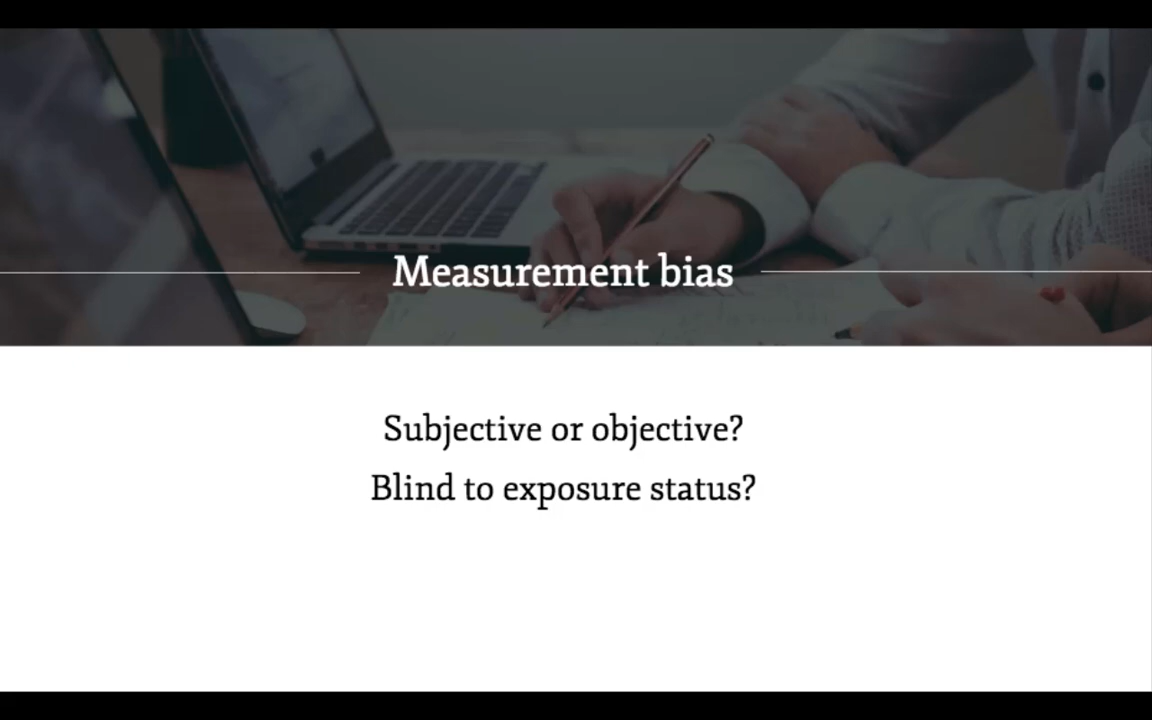 Measurement bias
Subjective or objective?
Blind to exposure status?